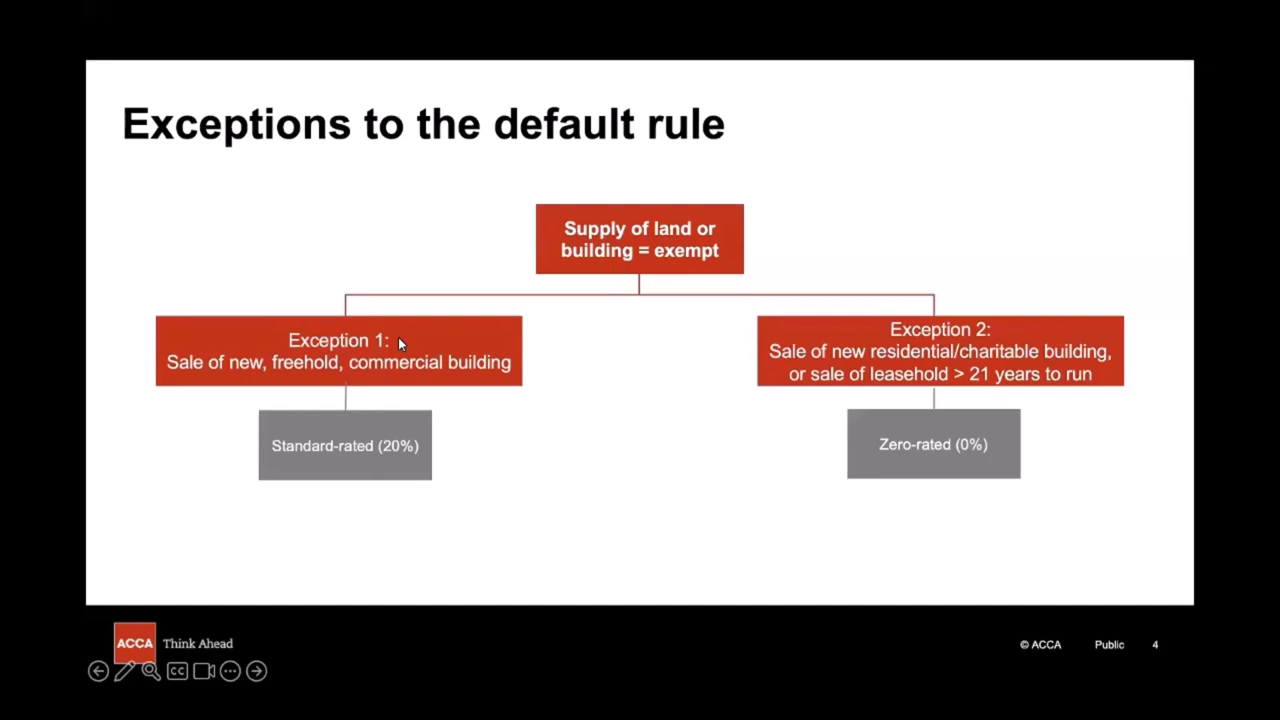 Exceptions to the default rule
Supply of land or
building = exempt
Exception 1:
Sale of new, freehold, commercial building
Exception 2:
Sale of new residential/charitable building,
or sale of leasehold > 21 years to run
Standard-rated (20%)
Zero-rated (0%)
ACCA Think Ahead
© ACCA Public 4
CC